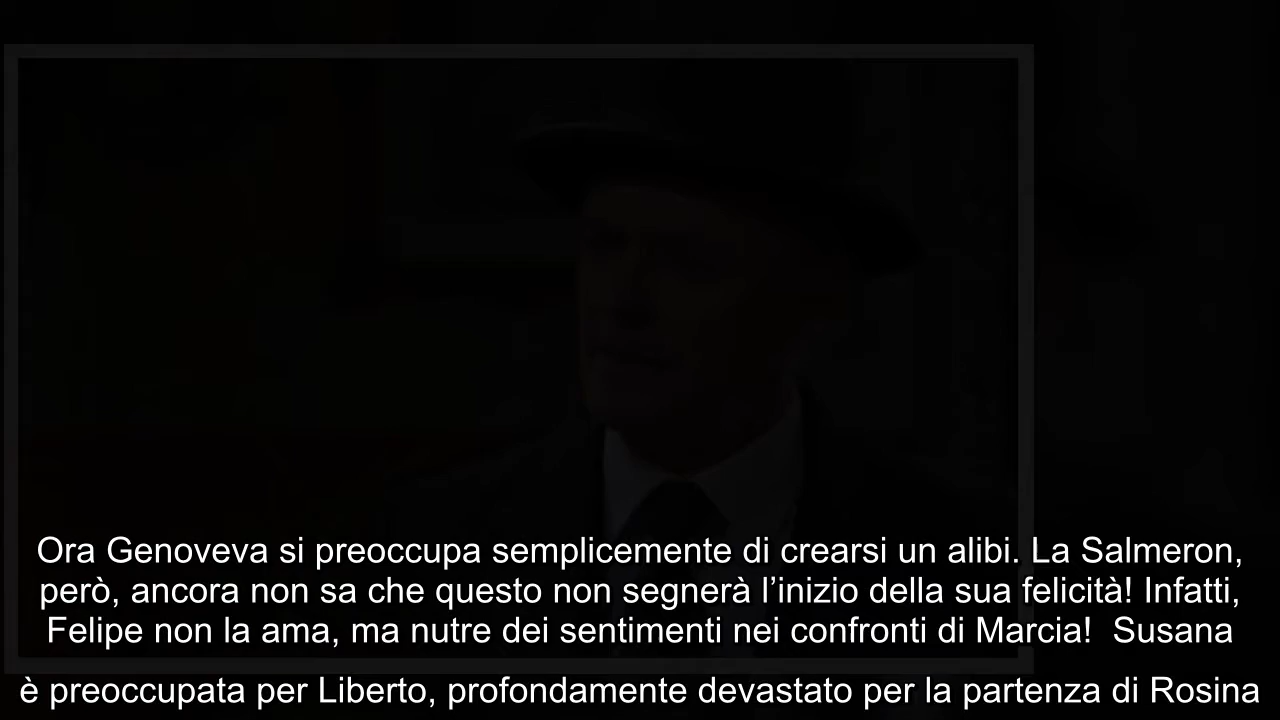 Ora Genoveva si preoccupa semplicemente di crearsi un alibi. La Salmeron,
però, ancora non sa che questo non segnerà l’inizio della sua felicità! Infatti,
Felipe non la ama, ma nutre dei sentimenti nei confronti di Marcia!  Susana
è preoccupata per Liberto, profondamente devastato per la partenza di Rosina